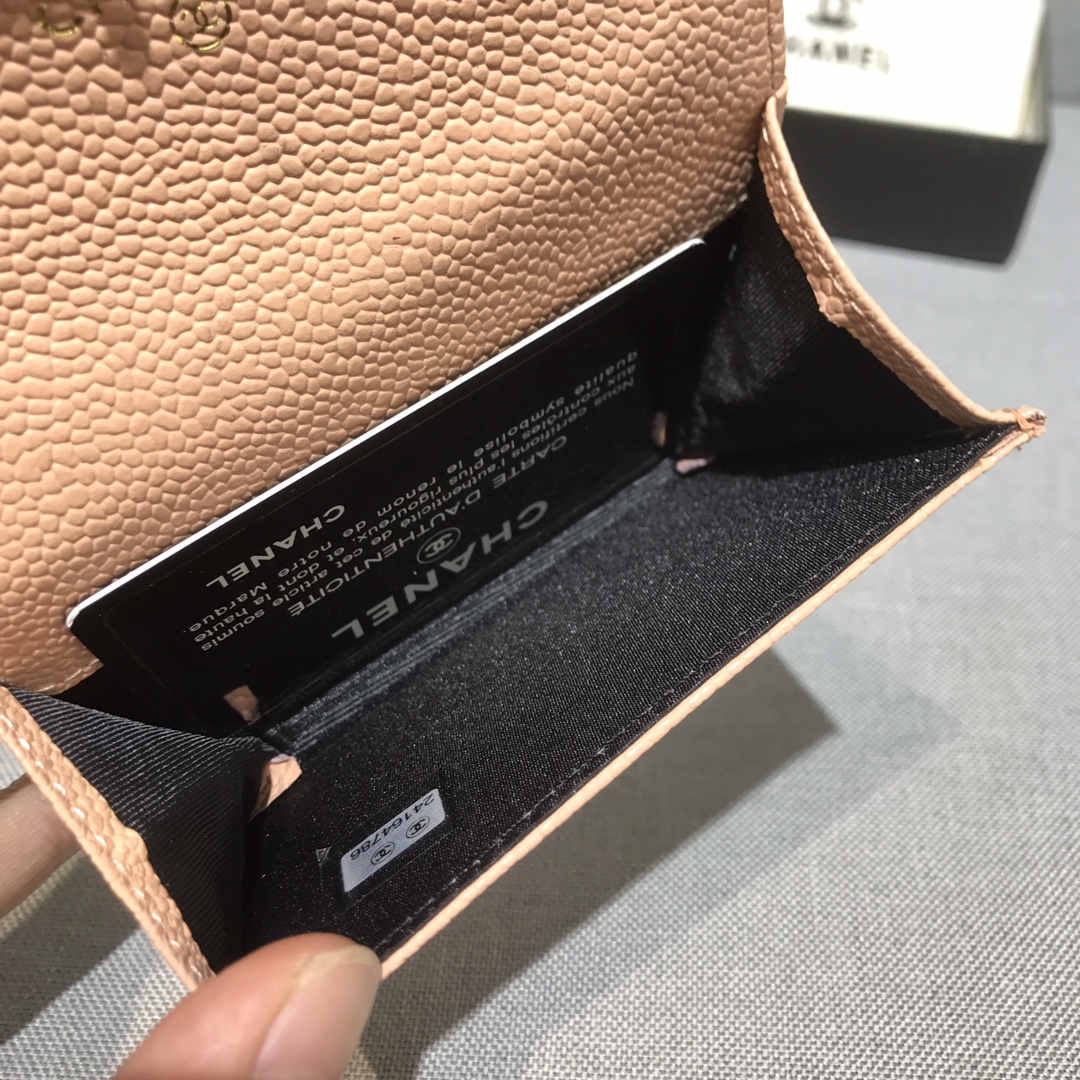 CHANEL
CHANEL
CARTE D'AUTHENTICITÉ
Nous certifions l'authenticité de cet article soumis
aux contrôles les plus rigoureux, et dont la haute
qualité symbolise le renom de notre Marque.
CHANEL
24164786